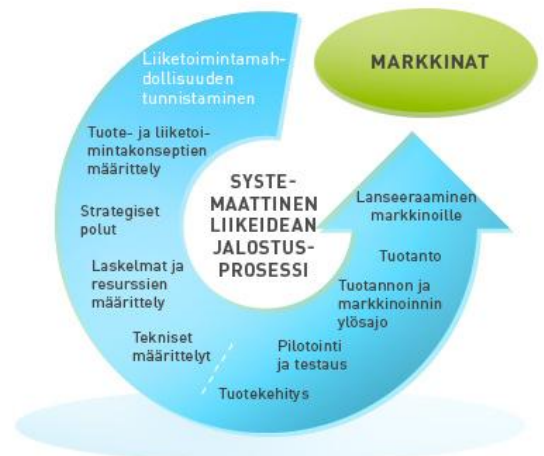 Liiketoimintamah-
dollisuuden
tunnistaminen
MARKKINAT
Tuote- ja liiketoi-
mintakonseptien
määrittely
SYSTE-
MAATTINEN
LIIKEIDEAN
JALOSTUS-
PROSESSI
Strategiset
polut
Laskelmat ja
resurssien
määrittely
Tekniset
määrittelyt
Tuotekehitys
Pilotointi
ja testaus
Tuotannon ja
markkinoinnin
ylösajo
Tuotanto
Lanseeraaminen
markkinoille